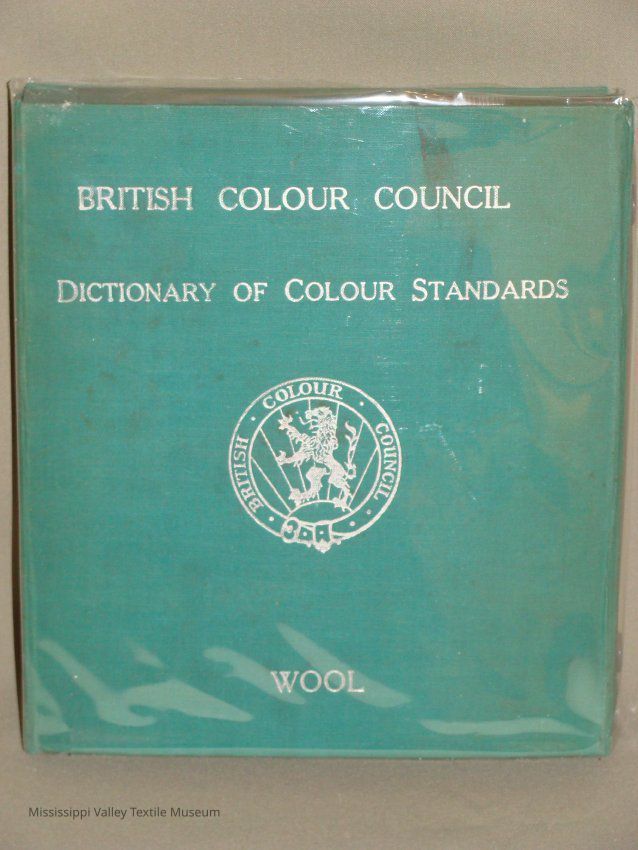 BRITISH COLOUR COUNCIL
DICTIONARY OF COLOUR STANDARDS
BRITISH · COLOUR · COUNCIL
WOOL
Mississippi Valley Textile Museum